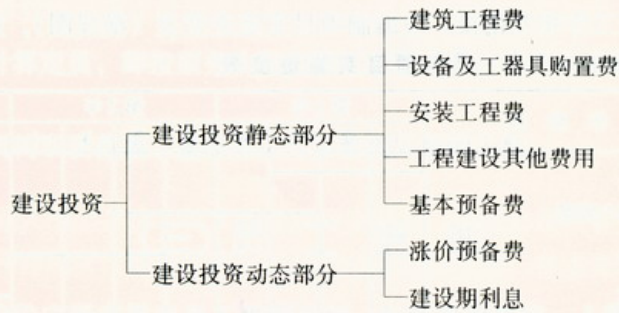 建筑工程费
设备及工器具购置费
安装工程费
建设投资静态部分
工程建设其他费用
建设投资
基本预备费
涨价预备费
建设投资动态部分
建设期利息